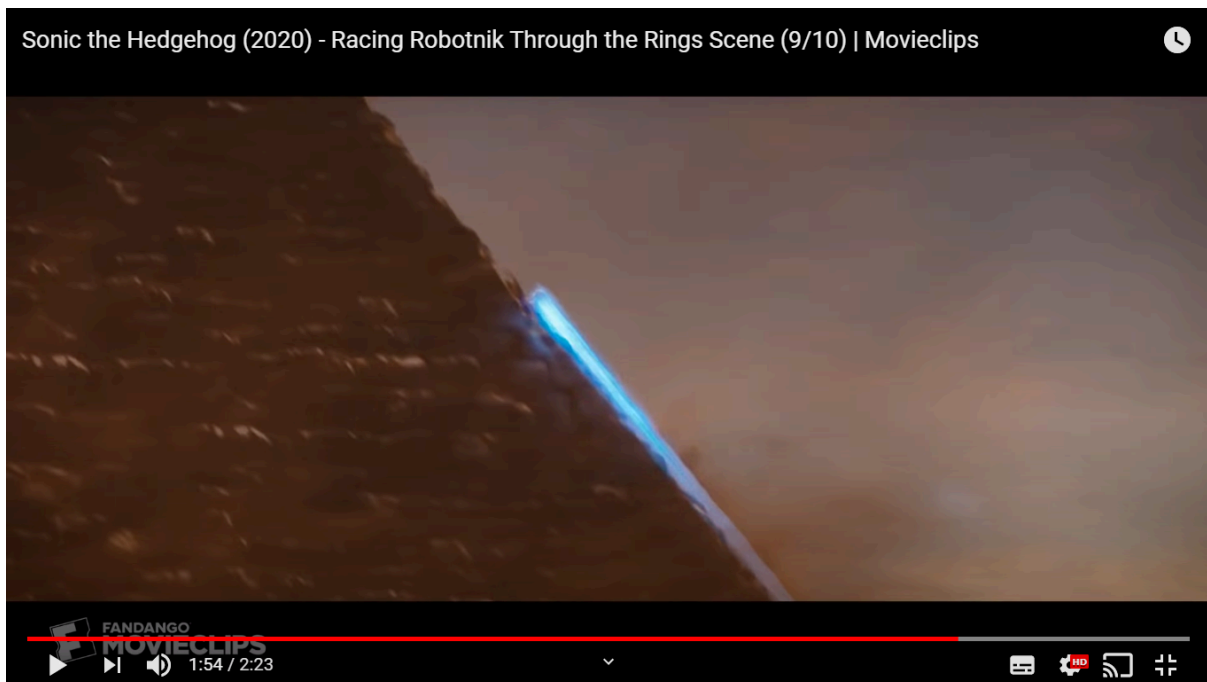 Sonic the Hedgehog (2020) - Racing Robotnik Through the Rings Scene (9/10) | Movieclips
FANDANGO
MOVIECLIPS
1:54 / 2:23
HD